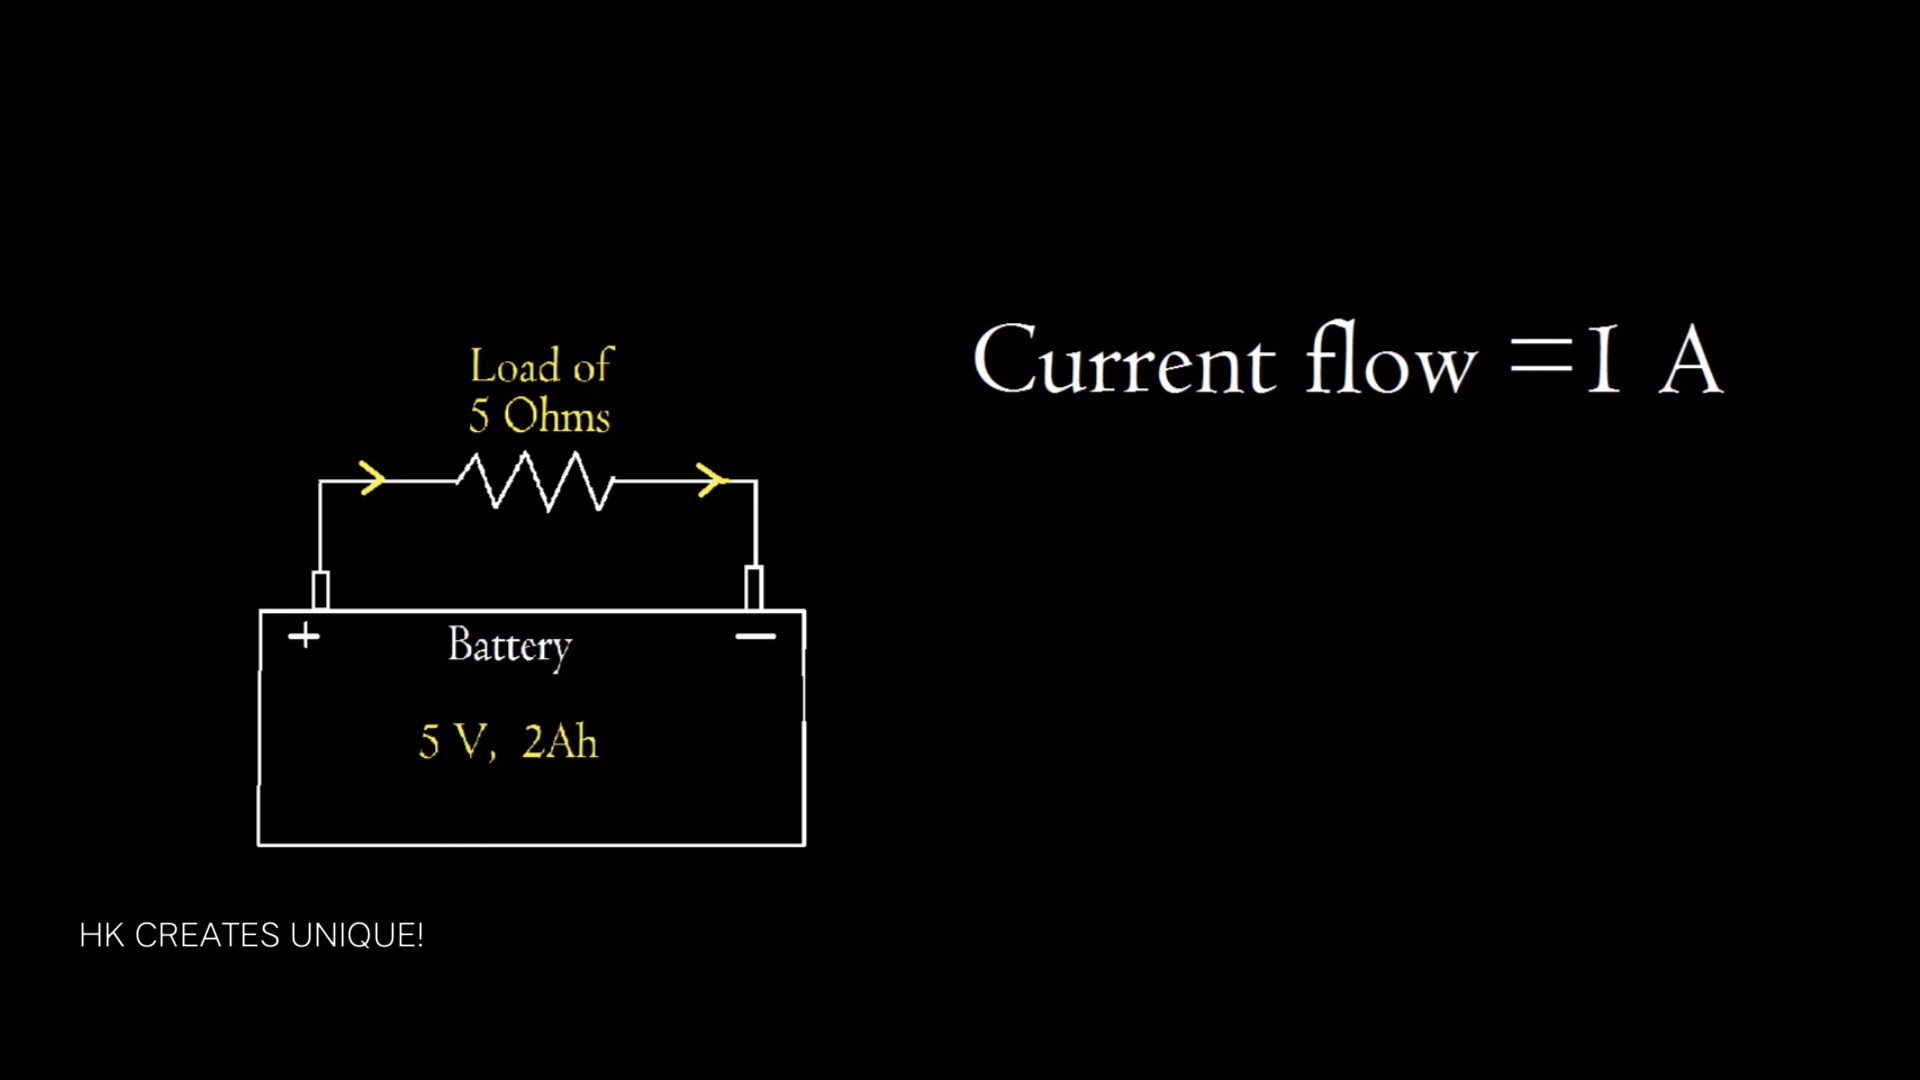 Current flow =1 A
Load of
5 Ohms
+ Battery −
5 V, 2Ah
HK CREATES UNIQUE!